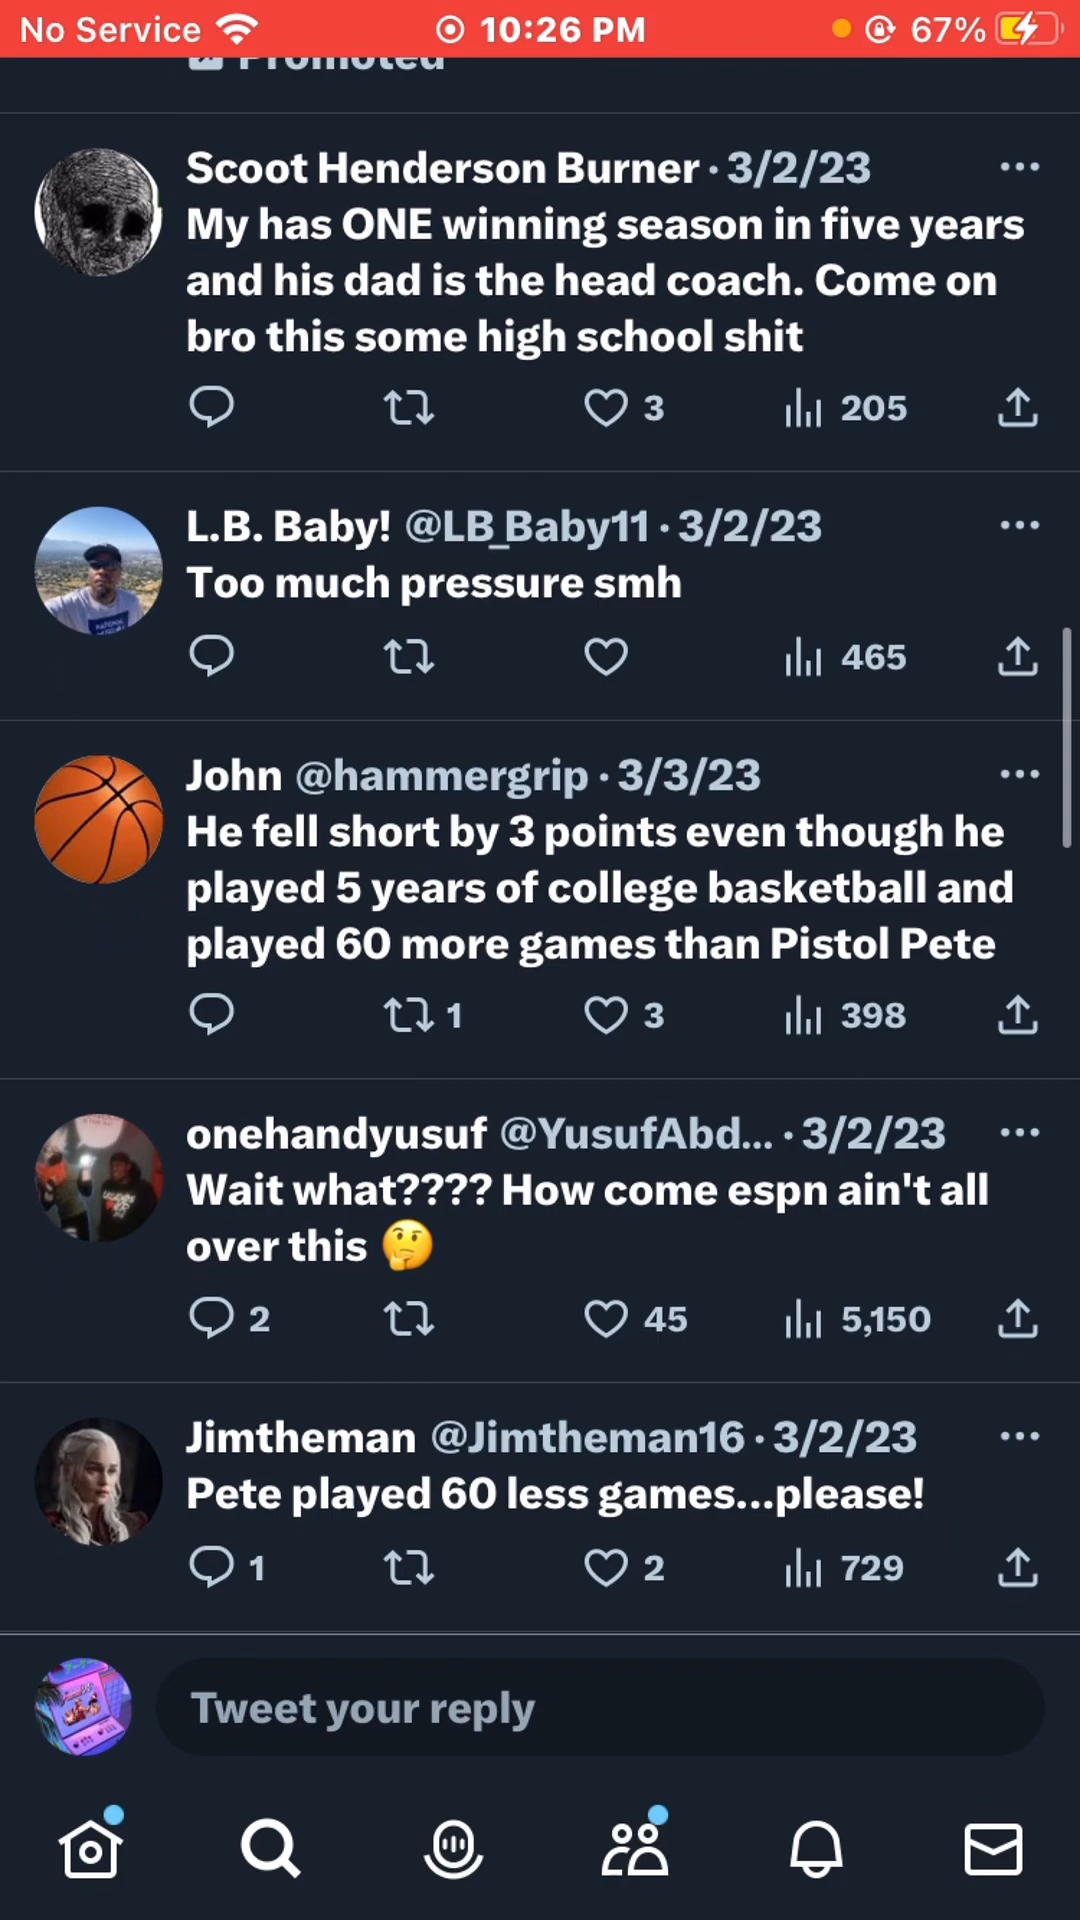 No Service 10:26 PM 67%
Promoted
Scoot Henderson Burner · 3/2/23
My has ONE winning season in five years
and his dad is the head coach. Come on
bro this some high school shit
3 205
L.B. Baby! @LB_Baby11 · 3/2/23
Too much pressure smh
465
John @hammergrip · 3/3/23
He fell short by 3 points even though he
played 5 years of college basketball and
played 60 more games than Pistol Pete
1 3 398
onehandyusuf @YusufAbd... · 3/2/23
Wait what???? How come espn ain't all
over this 🤔
2 45 5,150
Jimtheman @Jimtheman16 · 3/2/23
Pete played 60 less games...please!
1 2 729
Tweet your reply